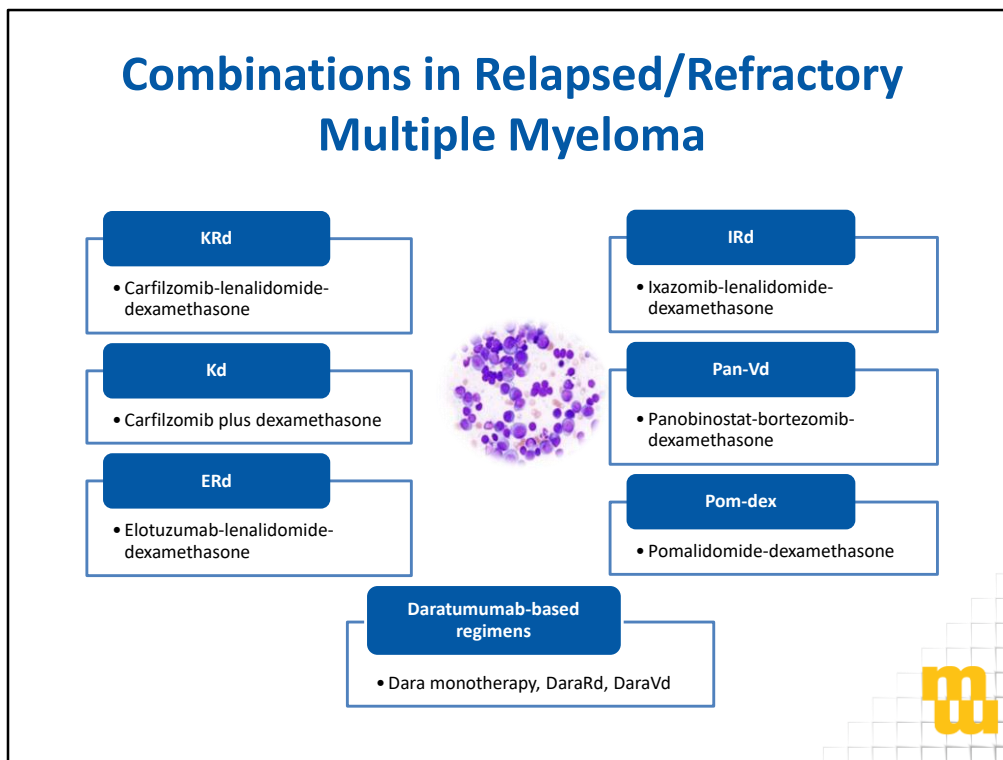 Combinations in Relapsed/Refractory
Multiple Myeloma
KRd
• Carfilzomib-lenalidomide-
dexamethasone
Kd
• Carfilzomib plus dexamethasone
ERd
• Elotuzumab-lenalidomide-
dexamethasone
IRd
• Ixazomib-lenalidomide-
dexamethasone
Pan-Vd
• Panobinostat-bortezomib-
dexamethasone
Pom-dex
• Pomalidomide-dexamethasone
Daratumumab-based
regimens
• Dara monotherapy, DaraRd, DaraVd